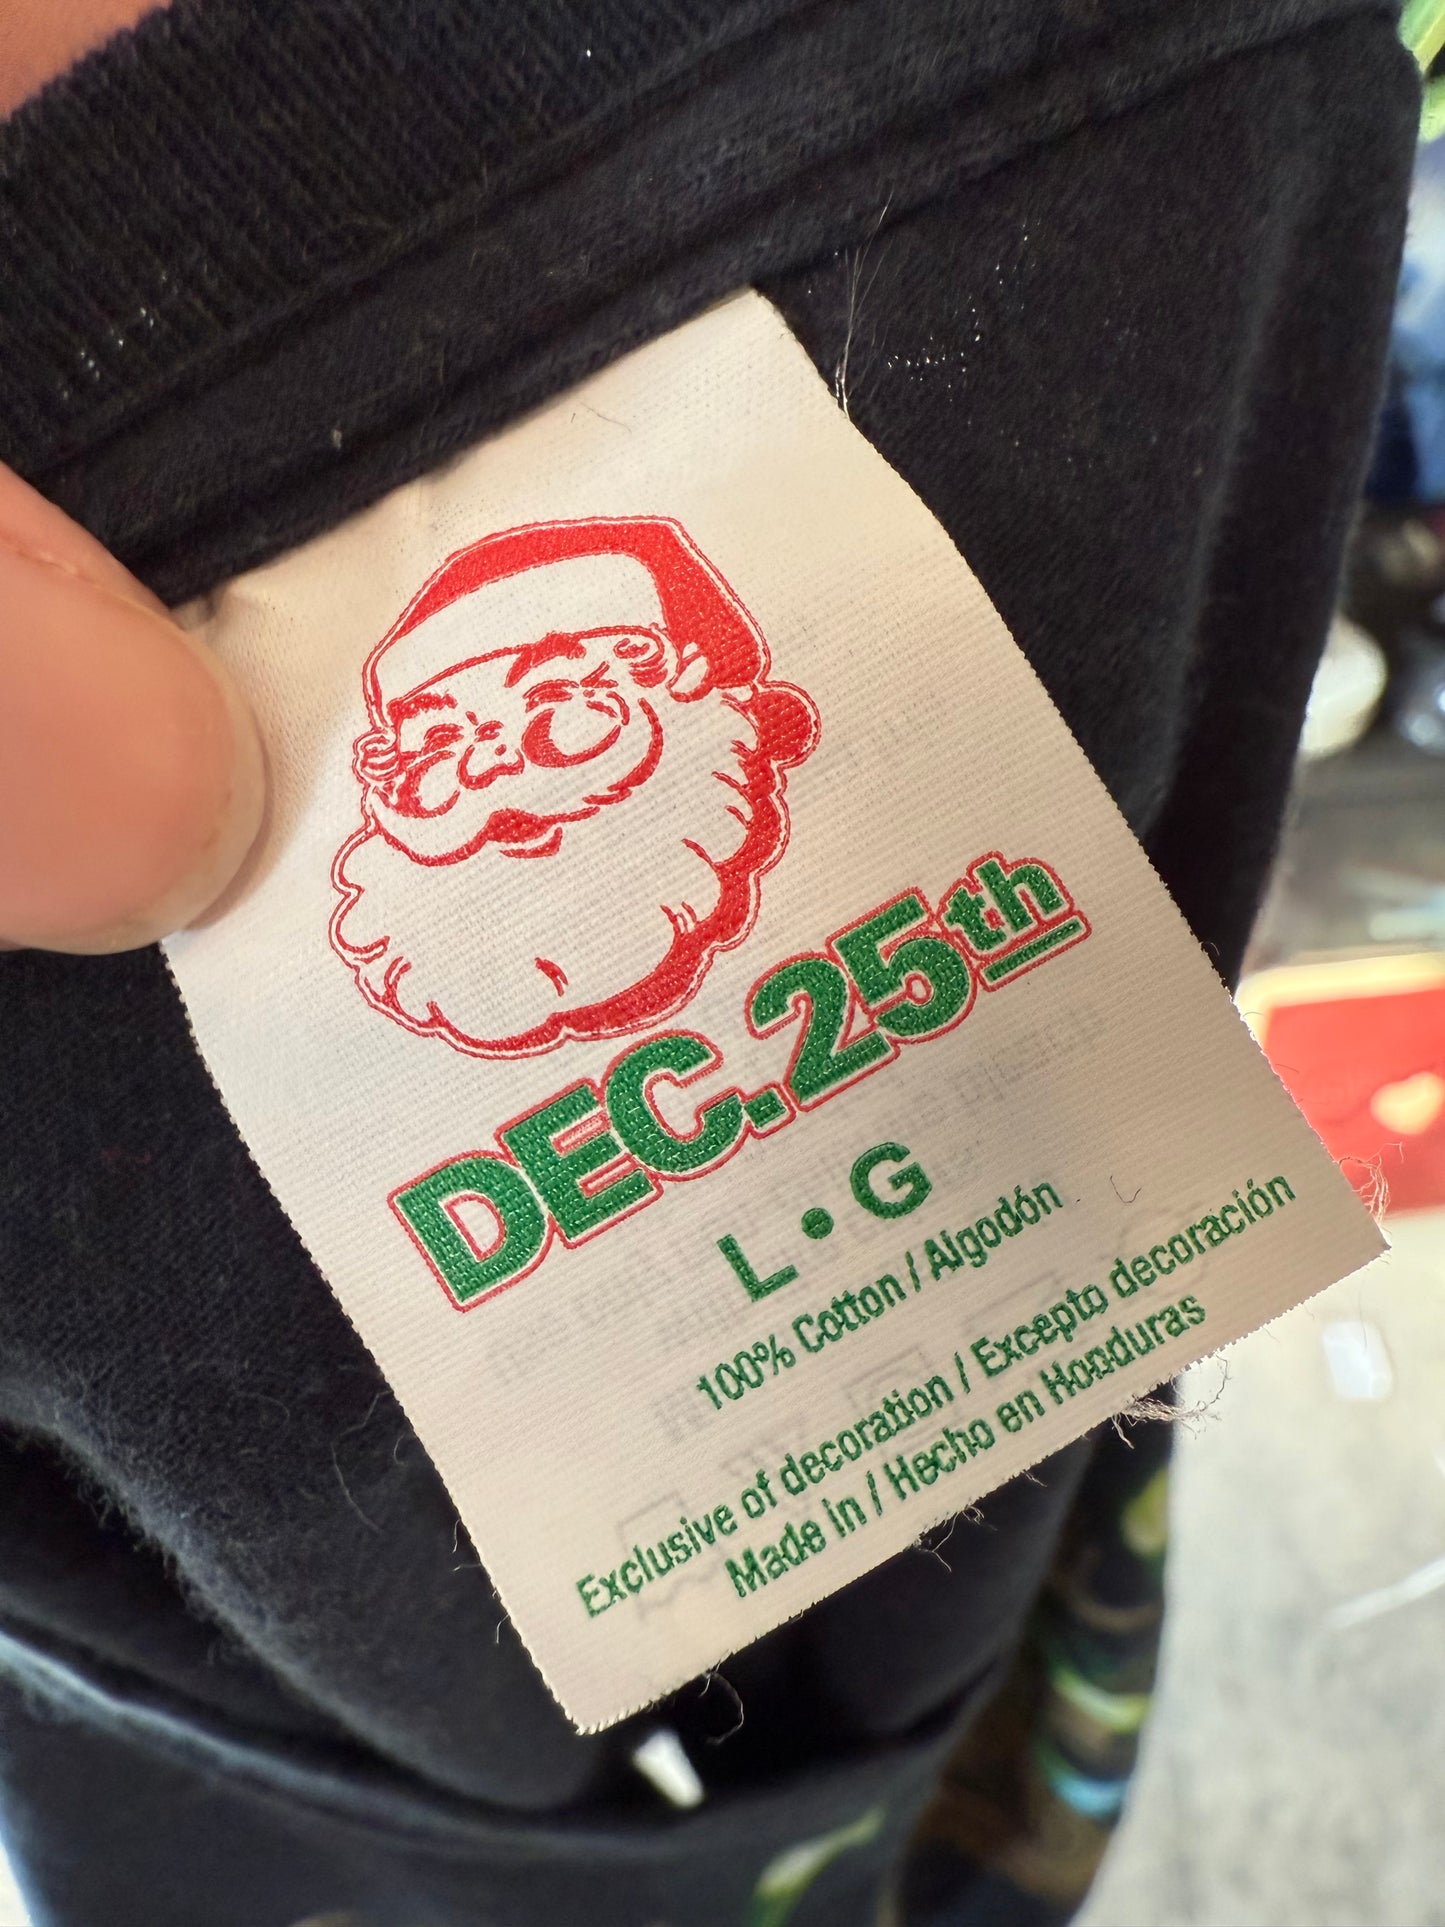 DEC. 25th
L • G
100% Cotton / Algodón
Exclusive of decoration / Excepto decoración
Made in / Hecho en Honduras